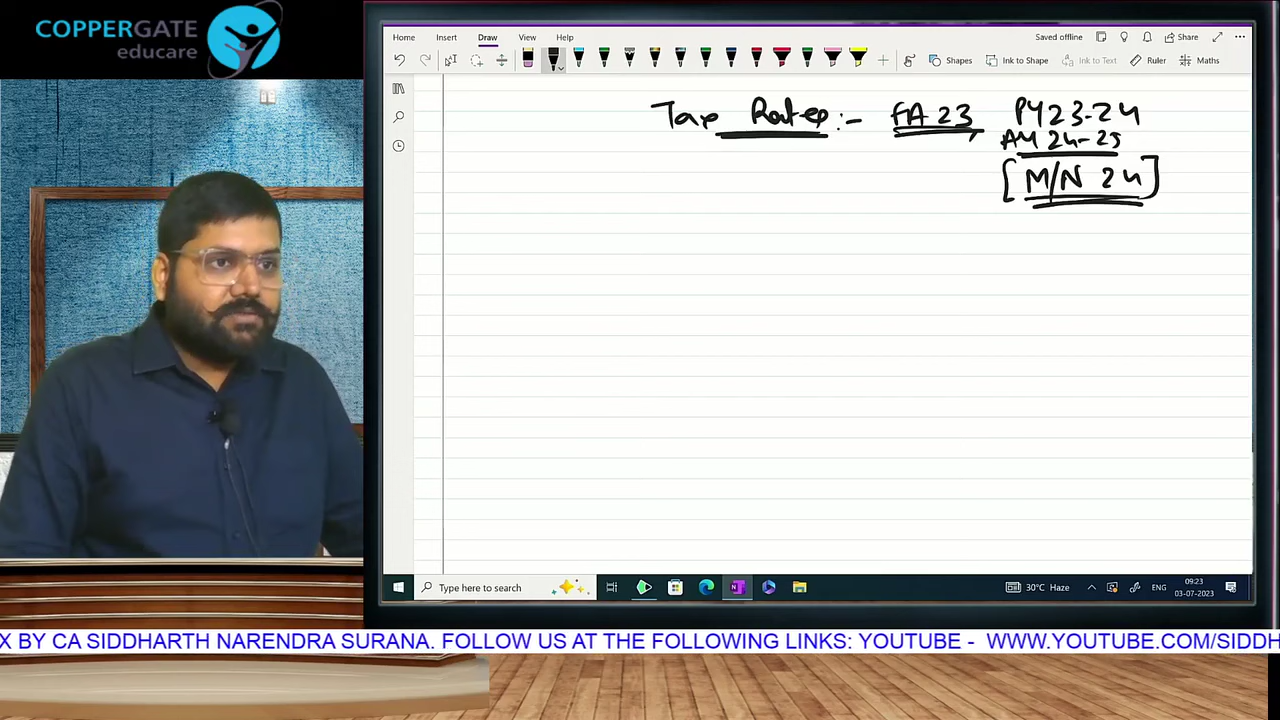 COPPERGATE
educare
Home Insert Draw View Help
Saved offline
Share
Shapes
Ink to Shape
Ink to Text
Ruler
Maths
Tax Rates :- FA 23 PY 23-24
AY 24-25
[M/N 24]
Type here to search
30°C Haze
ENG
09:23
03-07-2023
X BY CA SIDDHARTH NARENDRA SURANA. FOLLOW US AT THE FOLLOWING LINKS: YOUTUBE - WWW.YOUTUBE.COM/SIDDH